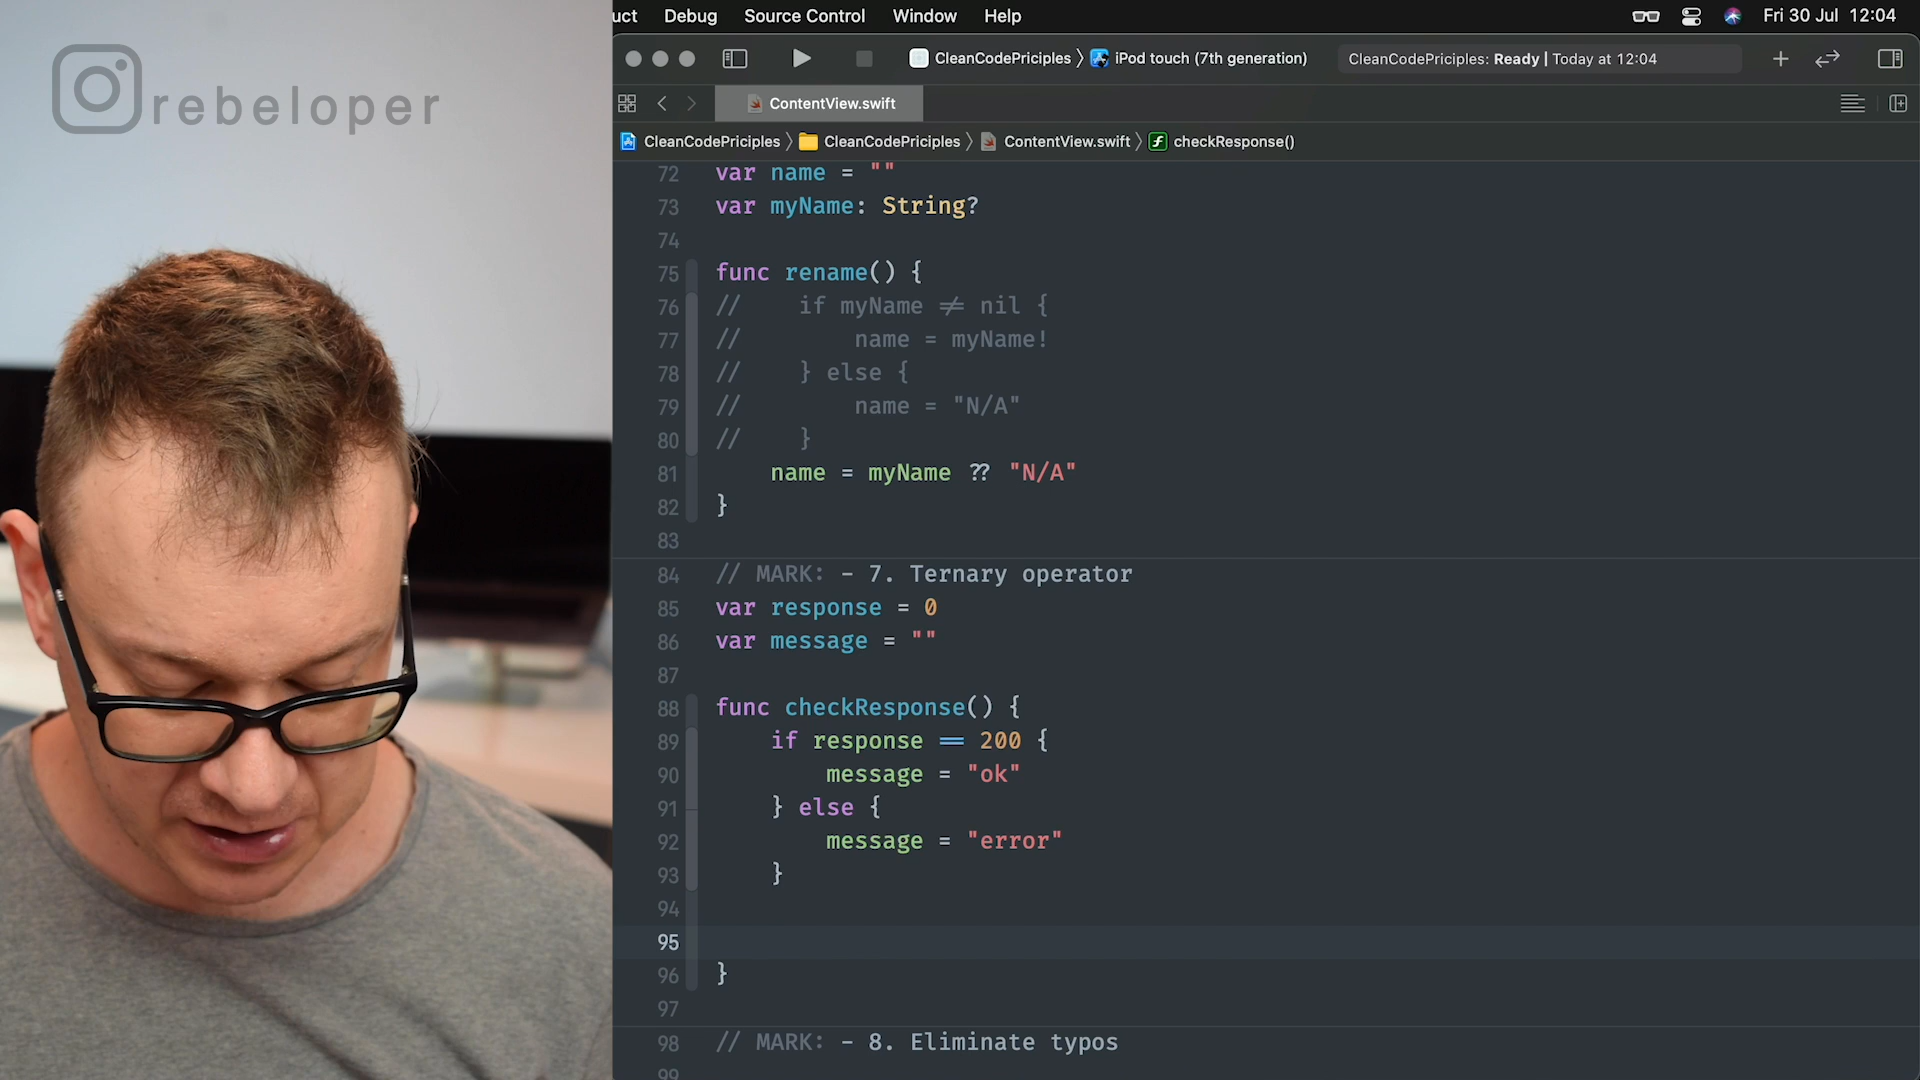 uct Debug Source Control Window Help Fri 30 Jul 12:04
CleanCodePriciples 〉 iPod touch (7th generation) CleanCodePriciples: Ready | Today at 12:04
ContentView.swift
CleanCodePriciples 〉 CleanCodePriciples 〉 ContentView.swift 〉 f checkResponse()
rebeloper
72 var name = ""
73 var myName: String?
74
75 func rename() {
76 // if myName ≠ nil {
77 // name = myName!
78 // } else {
79 // name = "N/A"
80 // }
81 name = myName ?? "N/A"
82 }
83
84 // MARK: - 7. Ternary operator
85 var response = 0
86 var message = ""
87
88 func checkResponse() {
89 if response == 200 {
90 message = "ok"
91 } else {
92 message = "error"
93 }
94
95
96 }
97
98 // MARK: - 8. Eliminate typos
99